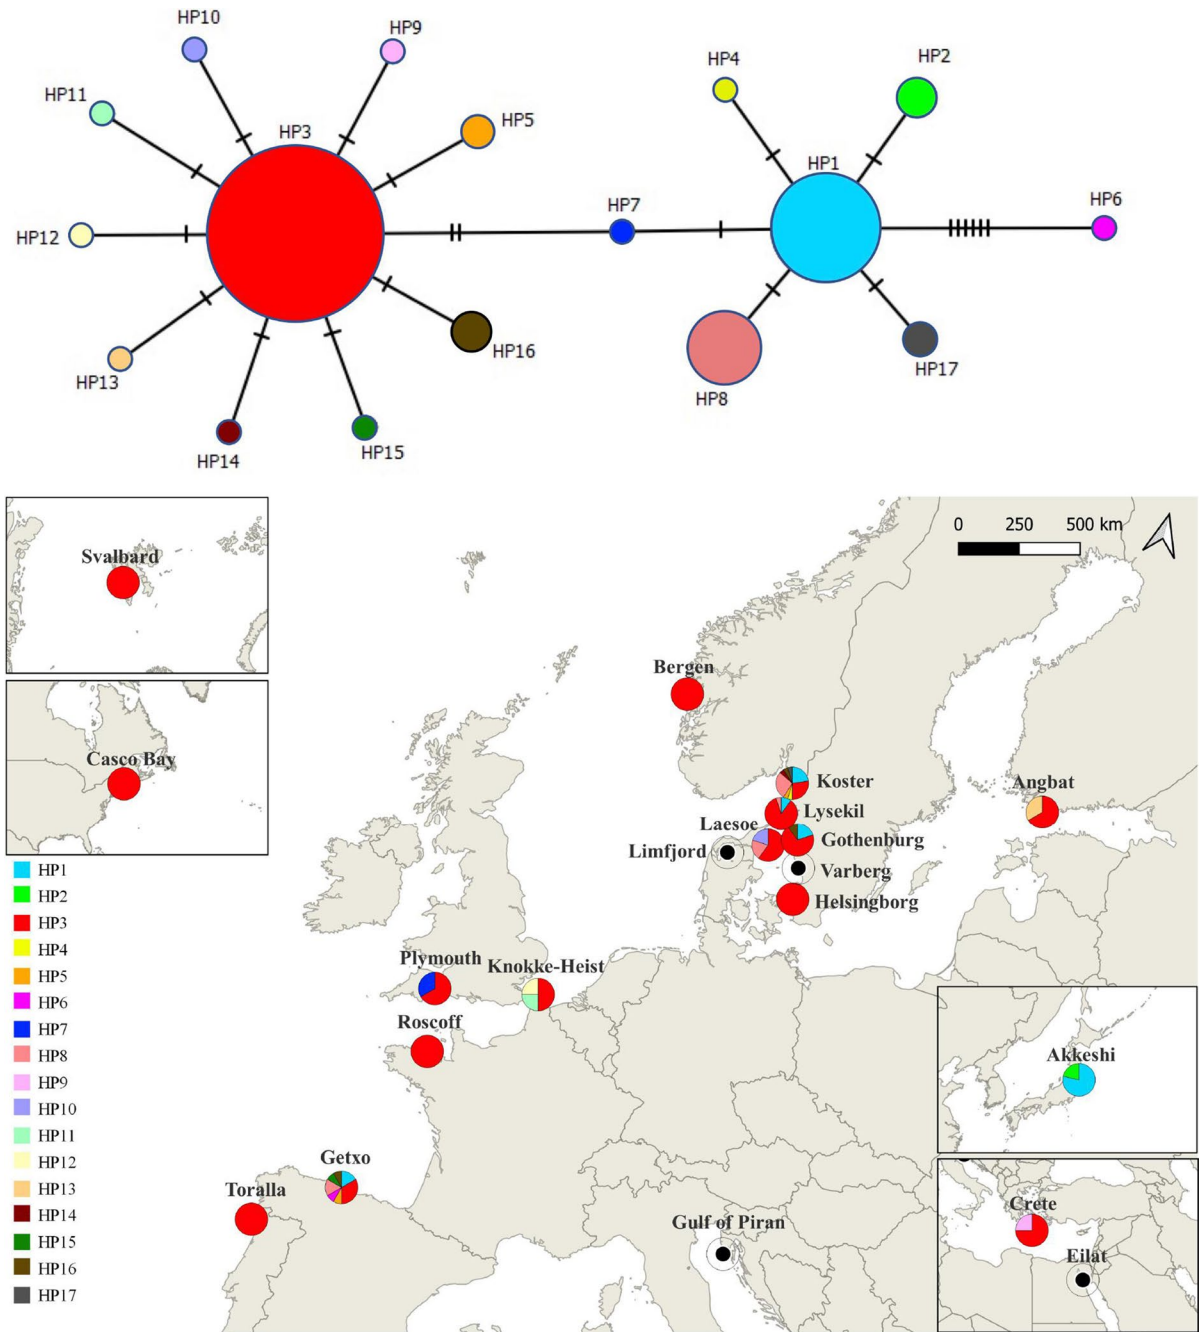 HP10
HP9
HP4
HP2
HP11
HP5
HP3
HP1
HP7
HP6
HP12
HP16
HP17
HP13
HP8
HP14
HP15
Svalbard
0 250 500 km
Bergen
Casco Bay
Koster
Angbat
Lysekil
Laesoe
Gothenburg
Limfjord
Varberg
Helsingborg
HP1
HP2
HP3
HP4
HP5
HP6
HP7
HP8
HP9
HP10
HP11
HP12
HP13
HP14
HP15
HP16
HP17
Plymouth
Knokke-Heist
Roscoff
Akkeshi
Getxo
Toralla
Gulf of Piran
Crete
Eilat